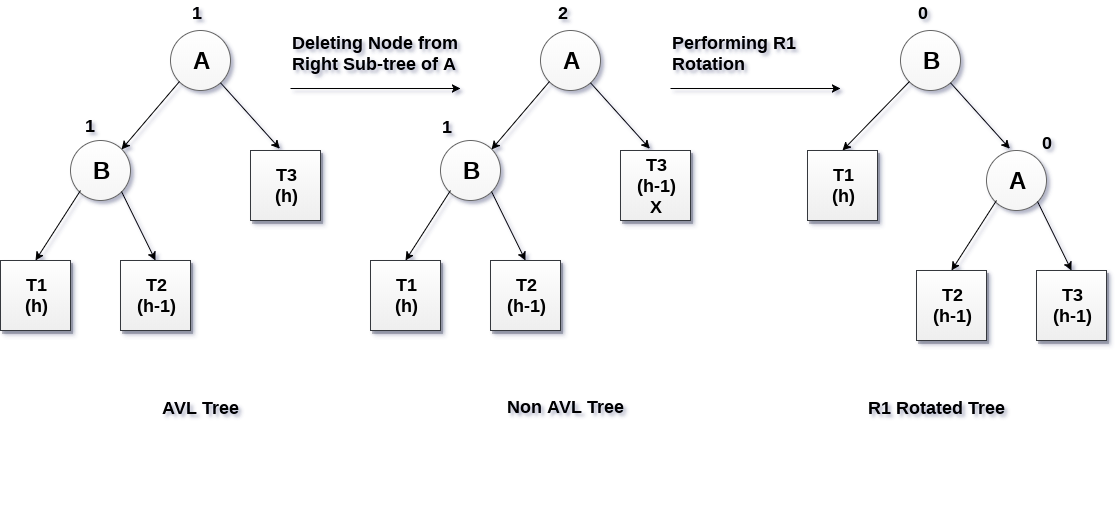 1
A
1
B
T3
(h)
T1
(h)
T2
(h-1)
AVL Tree
Deleting Node from
Right Sub-tree of A
2
A
1
B
T3
(h-1)
X
T1
(h)
T2
(h-1)
Non AVL Tree
Performing R1
Rotation
0
B
T1
(h)
0
A
T2
(h-1)
T3
(h-1)
R1 Rotated Tree